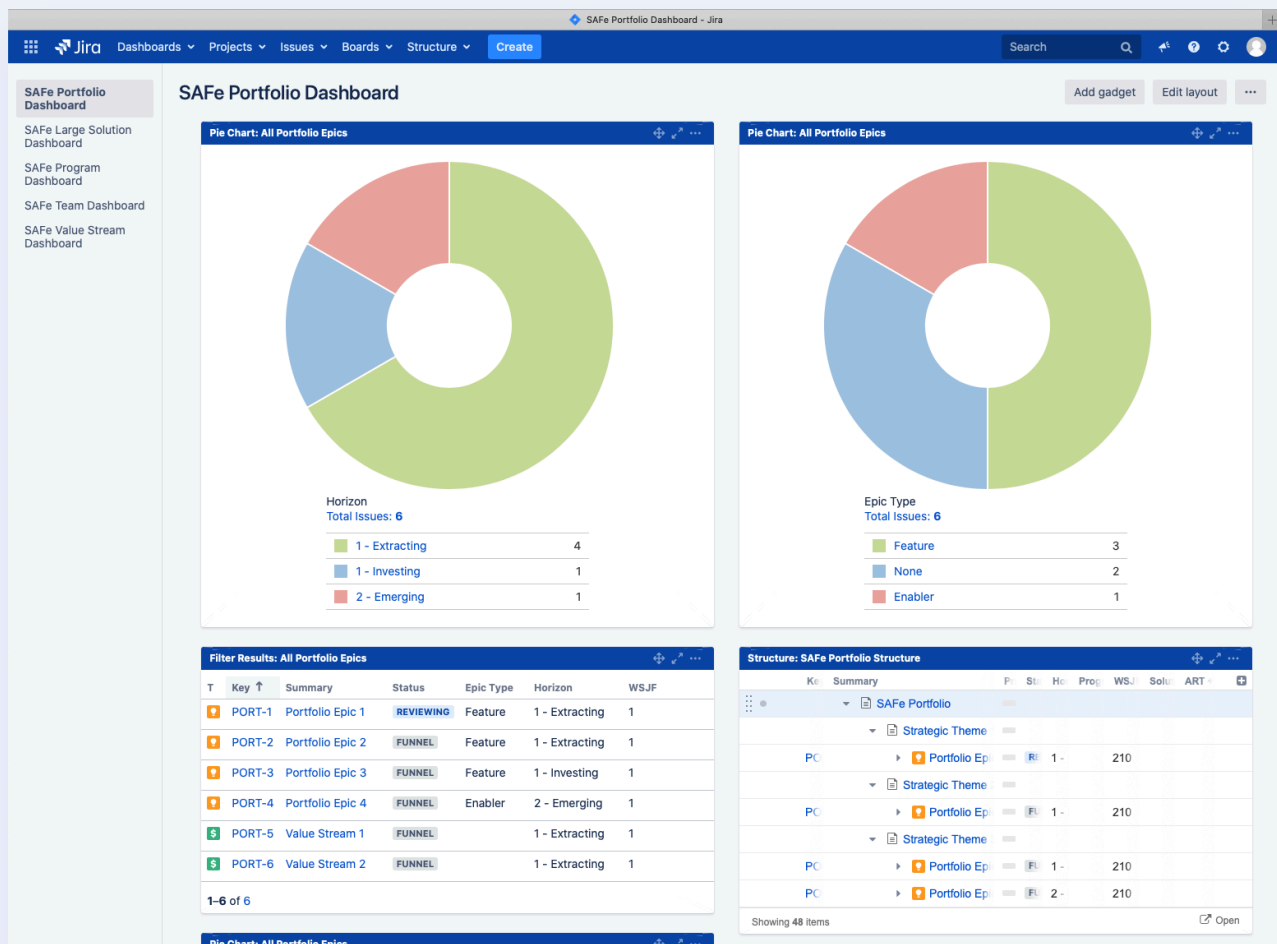 SAFe Portfolio Dashboard - Jira
Jira Dashboards Projects Issues Boards Structure Create Search
SAFe Portfolio
Dashboard
SAFe Large Solution
Dashboard
SAFe Program
Dashboard
SAFe Team Dashboard
SAFe Value Stream
Dashboard
SAFe Portfolio Dashboard
Add gadget Edit layout
Pie Chart: All Portfolio Epics
Horizon
Total Issues: 6
1 - Extracting 4
1 - Investing 1
2 - Emerging 1
Pie Chart: All Portfolio Epics
Epic Type
Total Issues: 6
Feature 3
None 2
Enabler 1
Filter Results: All Portfolio Epics
T Key Summary Status Epic Type Horizon WSJF
PORT-1 Portfolio Epic 1 REVIEWING Feature 1 - Extracting 1
PORT-2 Portfolio Epic 2 FUNNEL Feature 1 - Extracting 1
PORT-3 Portfolio Epic 3 FUNNEL Feature 1 - Investing 1
PORT-4 Portfolio Epic 4 FUNNEL Enabler 2 - Emerging 1
PORT-5 Value Stream 1 FUNNEL 1 - Extracting 1
PORT-6 Value Stream 2 FUNNEL 1 - Extracting 1
1–6 of 6
Structure: SAFe Portfolio Structure
Summary ART
SAFe Portfolio
Strategic Theme
Portfolio 1 - 210
Strategic Theme
Portfolio 1 - 210
Strategic Theme
Portfolio 1 - 210
Portfolio 2 - 210
Showing 48 items
Open
Pie Chart: All Portfolio Epics